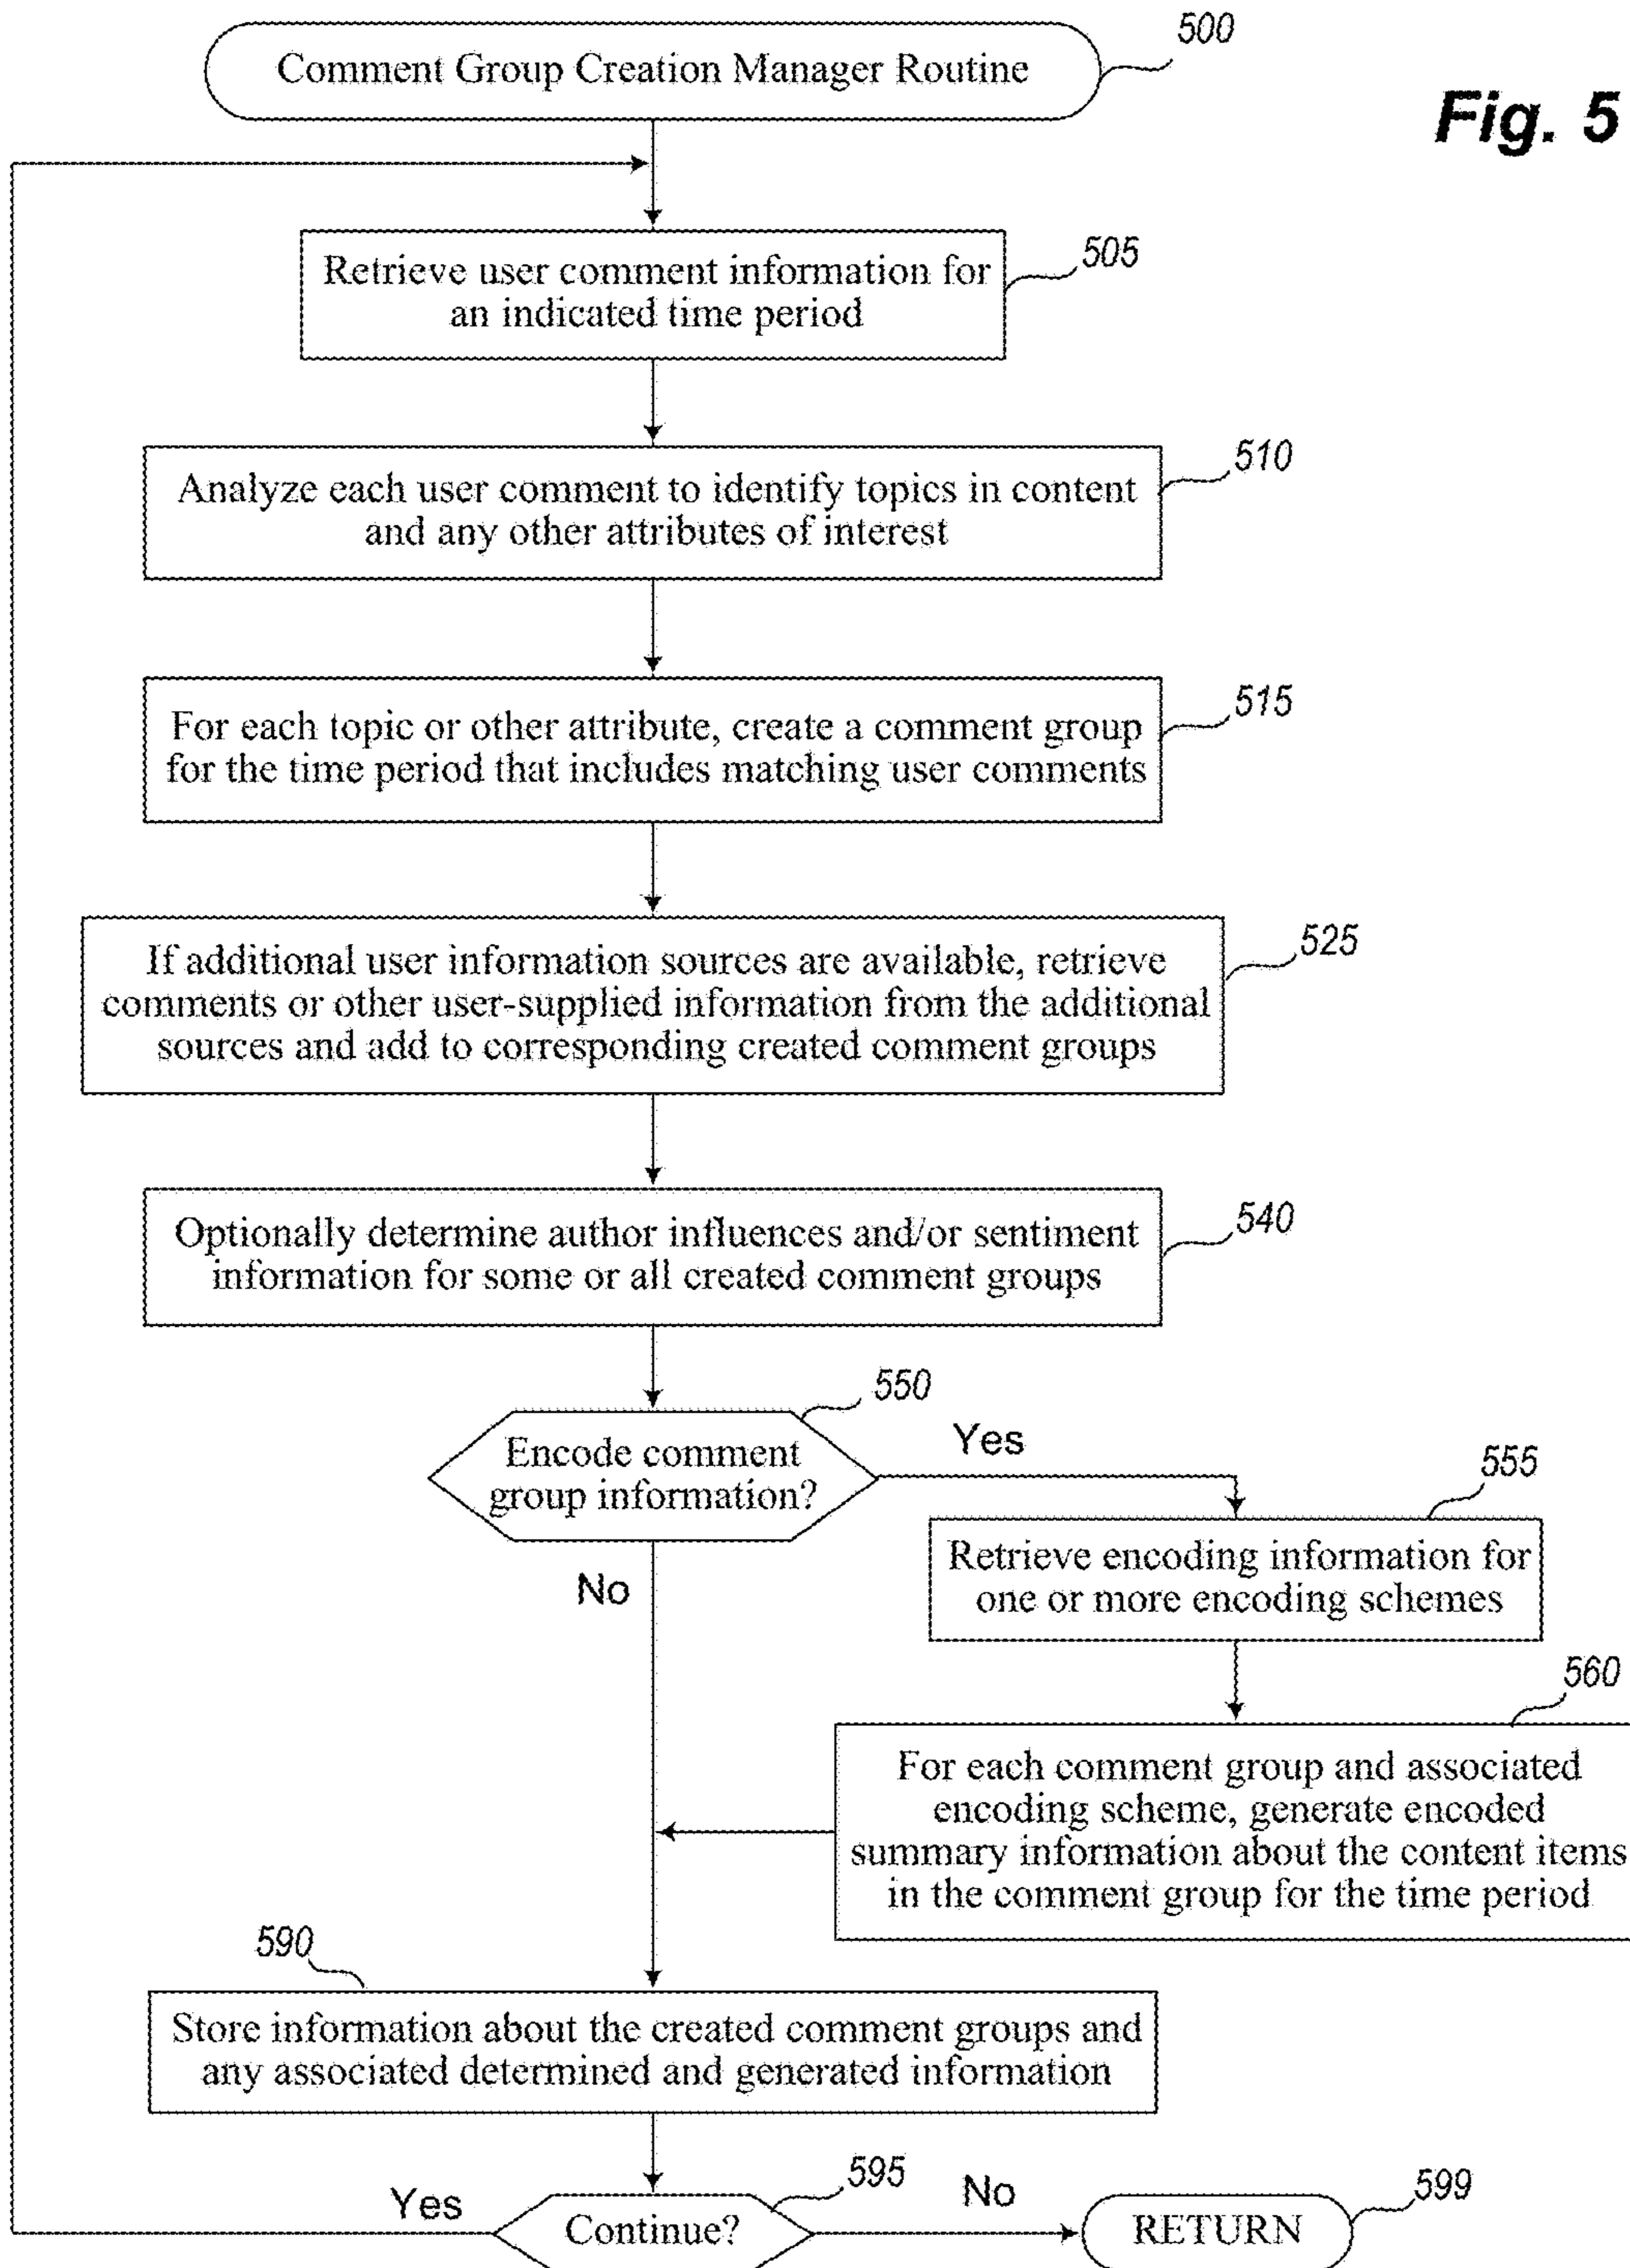 500
Comment Group Creation Manager Routine
Fig. 5
505
Retrieve user comment information for
an indicated time period
510
Analyze each user comment to identify topics in content
and any other attributes of interest
515
For each topic or other attribute, create a comment group
for the time period that includes matching user comments
525
If additional user information sources are available, retrieve
comments or other user-supplied information from the additional
sources and add to corresponding created comment groups
540
Optionally determine author influences and/or sentiment
information for some or all created comment groups
550
Encode comment
group information?
Yes
No
555
Retrieve encoding information for
one or more encoding schemes
560
For each comment group and associated
encoding scheme, generate encoded
summary information about the content items
in the comment group for the time period
590
Store information about the created comment groups and
any associated determined and generated information
595
Continue?
Yes
No
599
RETURN